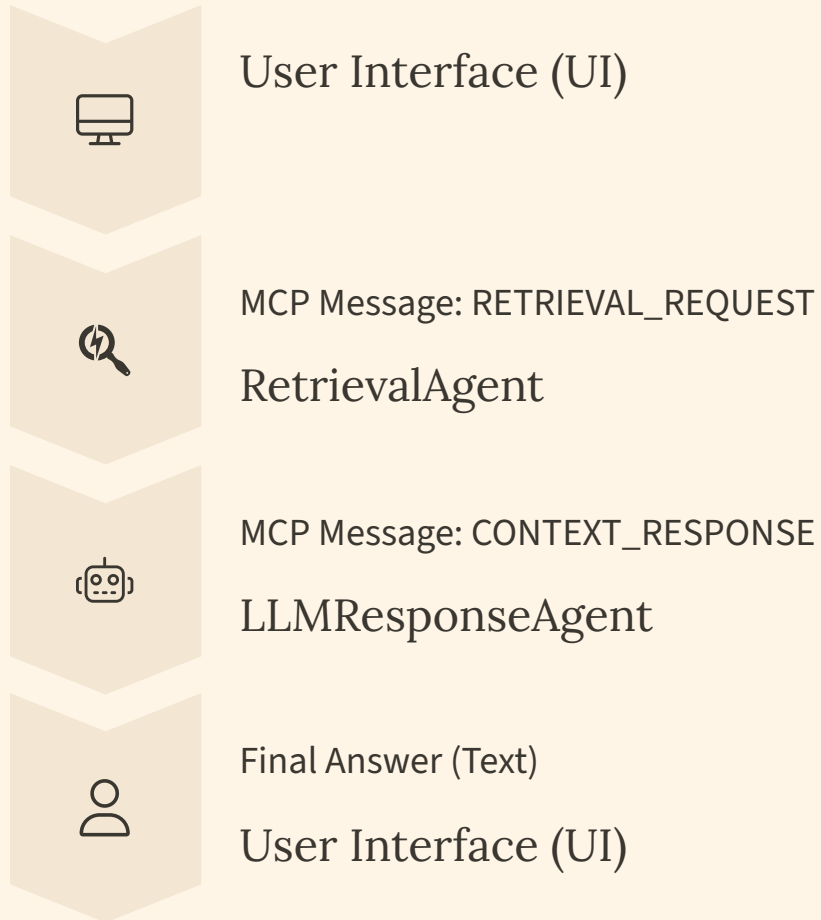 User Interface (UI)
MCP Message: RETRIEVAL_REQUEST
RetrievalAgent
MCP Message: CONTEXT_RESPONSE
LLMResponseAgent
Final Answer (Text)
User Interface (UI)